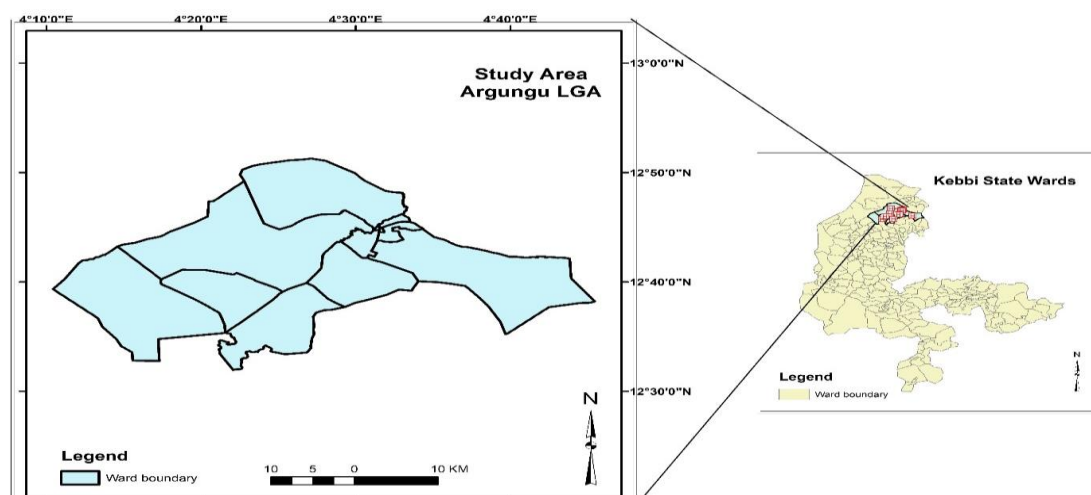 4°10'0"E 4°20'0"E 4°30'0"E 4°40'0"E
Study Area
Argungu LGA
13°0'0"N
12°50'0"N
12°40'0"N
12°30'0"N
N
Legend
Ward boundary
10 5 0 10 KM
Kebbi State Wards
N
Legend
Ward boundary